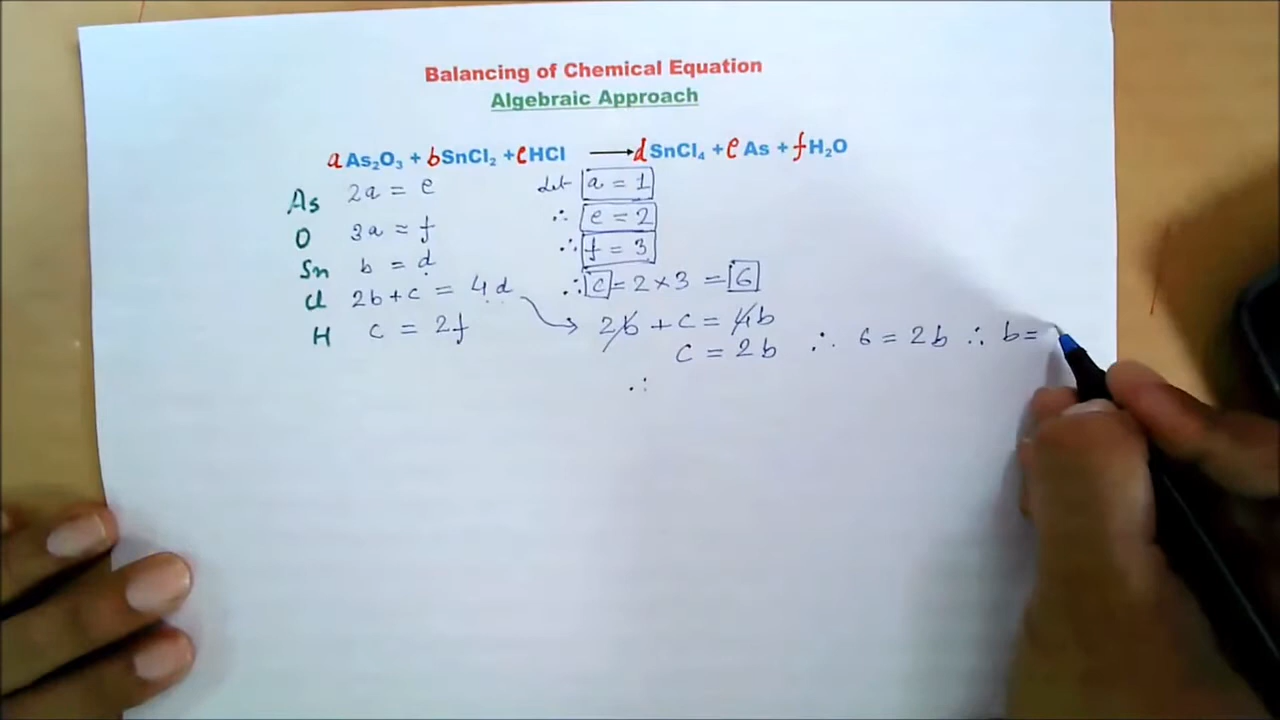 Balancing of Chemical Equation
Algebraic Approach
a As₂O₃ + b SnCl₂ + c HCl ⟶ d SnCl₄ + e As + f H₂O
As 2a = e let a = 1
O 3a = f ∴ e = 2
Sn b = d ∴ f = 3
Cl 2b + c = 4d ∴ c = 2 × 3 = 6
H c = 2f 2b + c = 4b
c = 2b ∴ 6 = 2b ∴ b =
∴